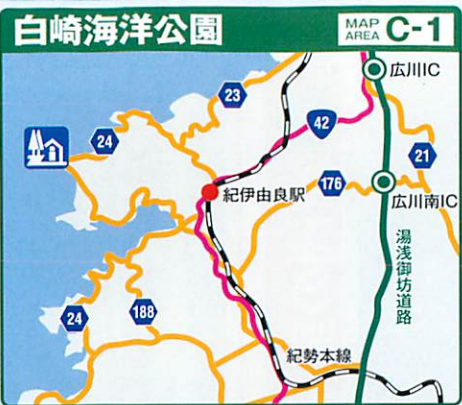 白崎海洋公園
MAP AREA C-1
広川IC
23
42
24
21
紀伊由良駅
176
広川南IC
湯浅御坊道路
24
188
紀勢本線